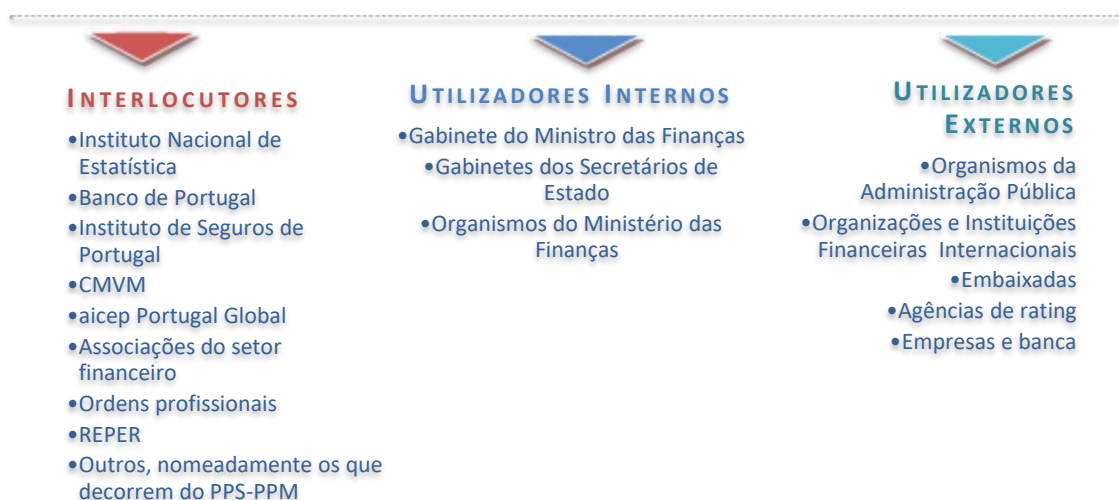 INTERLOCUTORES
•Instituto Nacional de
Estatística
•Banco de Portugal
•Instituto de Seguros de
Portugal
•CMVM
•aicep Portugal Global
•Associações do setor
financeiro
•Ordens profissionais
•REPER
•Outros, nomeadamente os que
decorrem do PPS-PPM
UTILIZADORES INTERNOS
•Gabinete do Ministro das Finanças
•Gabinetes dos Secretários de
Estado
•Organismos do Ministério das
Finanças
UTILIZADORES
EXTERNOS
•Organismos da
Administração Pública
•Organizações e Instituições
Financeiras Internacionais
•Embaixadas
•Agências de rating
•Empresas e banca